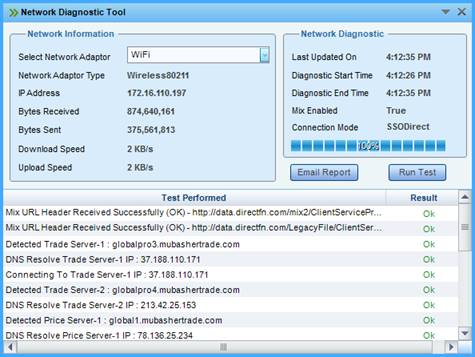 Network Diagnostic Tool
Network Information
Select Network Adaptor WiFi
Network Adaptor Type Wireless80211
IP Address 172.16.110.197
Bytes Received 874,640,161
Bytes Sent 375,561,813
Download Speed 2 KB/s
Upload Speed 2 KB/s
Network Diagnostic
Last Updated On 4:12:35 PM
Diagnostic Start Time 4:12:26 PM
Diagnostic End Time 4:12:35 PM
Mix Enabled True
Connection Mode SSODirect
100%
Email Report Run Test
Test Performed Result
Mix URL Header Received Successfully (OK) - http://data.directfn.com/mix2/ClientServicePr... Ok
Mix URL Header Received Successfully (OK) - http://data.directfn.com/LegacyFile/ClientSer... Ok
Detected Trade Server-1 : globalpro3.mubashertrade.com Ok
DNS Resolve Trade Server-1 IP : 37.188.110.171 Ok
Connecting To Trade Server-1 IP : 37.188.110.171 Ok
Detected Trade Server-2 : globalpro4.mubashertrade.com Ok
DNS Resolve Trade Server-2 IP : 213.42.25.153 Ok
Detected Price Server-1 : global1.mubashertrade.com Ok
DNS Resolve Price Server-1 IP : 78.136.25.234 Ok